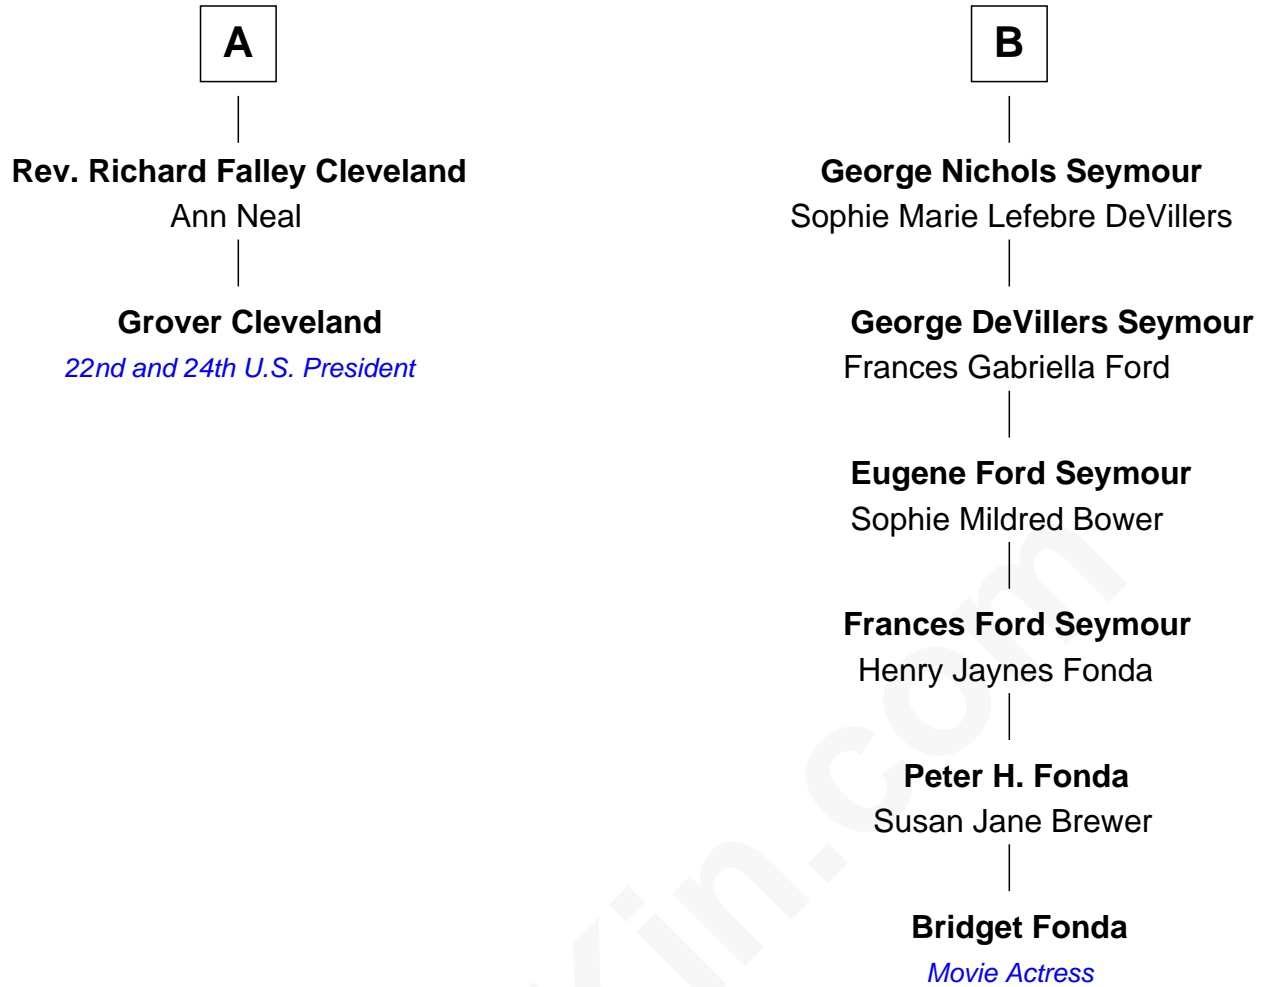 A
Rev. Richard Falley Cleveland
Ann Neal
Grover Cleveland
22nd and 24th U.S. President
B
George Nichols Seymour
Sophie Marie Lefebre DeVillers
George DeVillers Seymour
Frances Gabriella Ford
Eugene Ford Seymour
Sophie Mildred Bower
Frances Ford Seymour
Henry Jaynes Fonda
Peter H. Fonda
Susan Jane Brewer
Bridget Fonda
Movie Actress
Kin.com